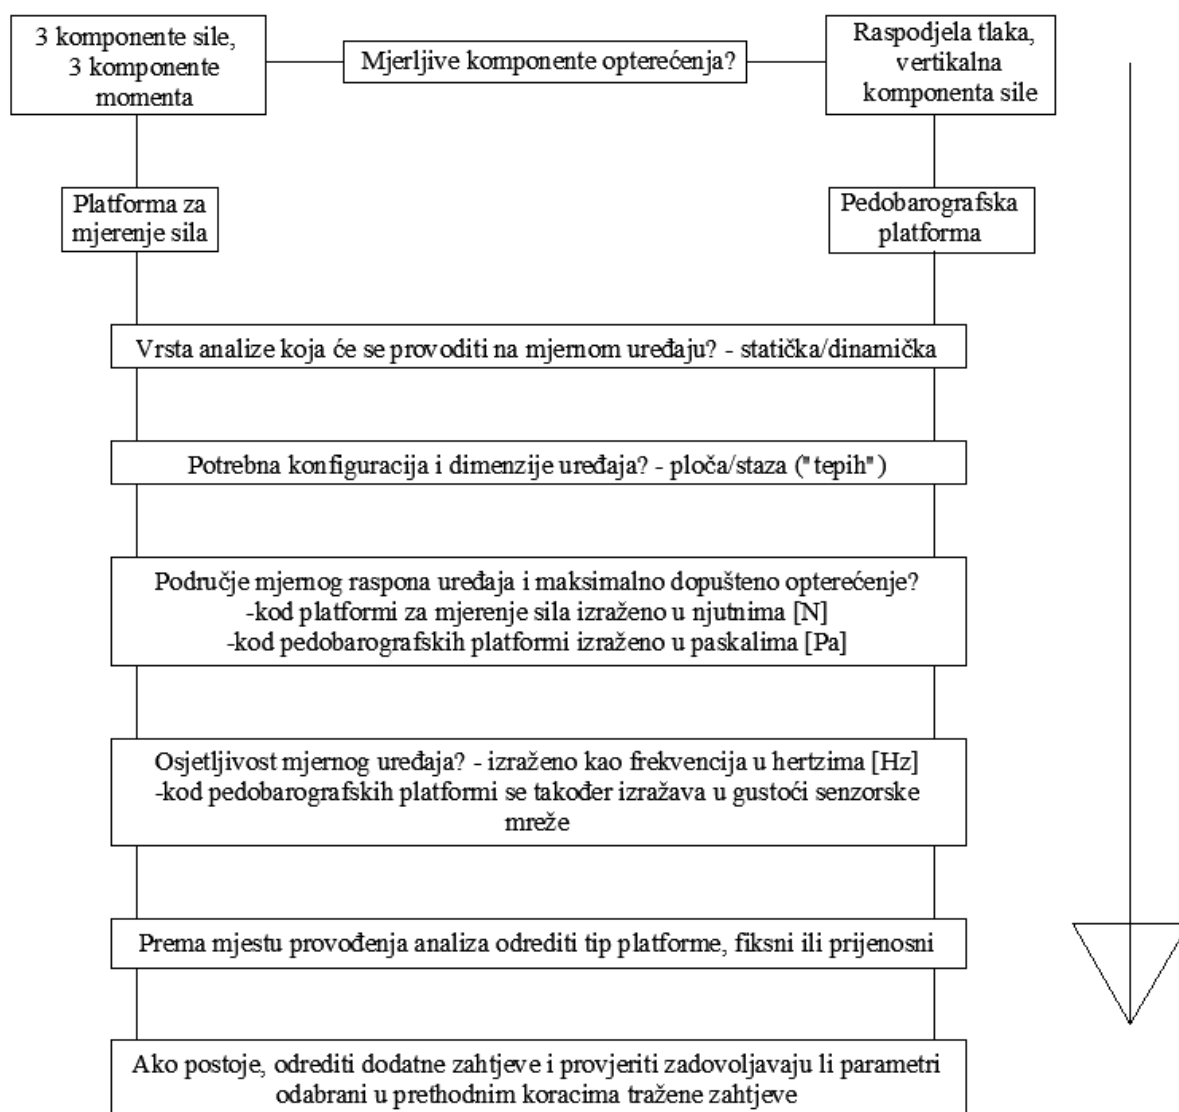 3 komponente sile,
3 komponente
momenta
Mjerljive komponente opterećenja?
Raspodjela tlaka,
vertikalna
komponenta sile
Platforma za
mjerenje sila
Pedobarografska
platforma
Vrsta analize koja će se provoditi na mjernom uređaju? - statička/dinamička
Potrebna konfiguracija i dimenzije uređaja? - ploča/staza ("tepih")
Područje mjernog raspona uređaja i maksimalno dopušteno opterećenje?
-kod platformi za mjerenje sila izraženo u njutnima [N]
-kod pedobarografskih platformi izraženo u paskalima [Pa]
Osjetljivost mjernog uređaja? - izraženo kao frekvencija u hertzima [Hz]
-kod pedobarografskih platformi se također izražava u gustoći senzorske
mreže
Prema mjestu provođenja analiza odrediti tip platforme, fiksni ili prijenosni
Ako postoje, odrediti dodatne zahtjeve i provjeriti zadovoljavaju li parametri
odabrani u prethodnim koracima tražene zahtjeve